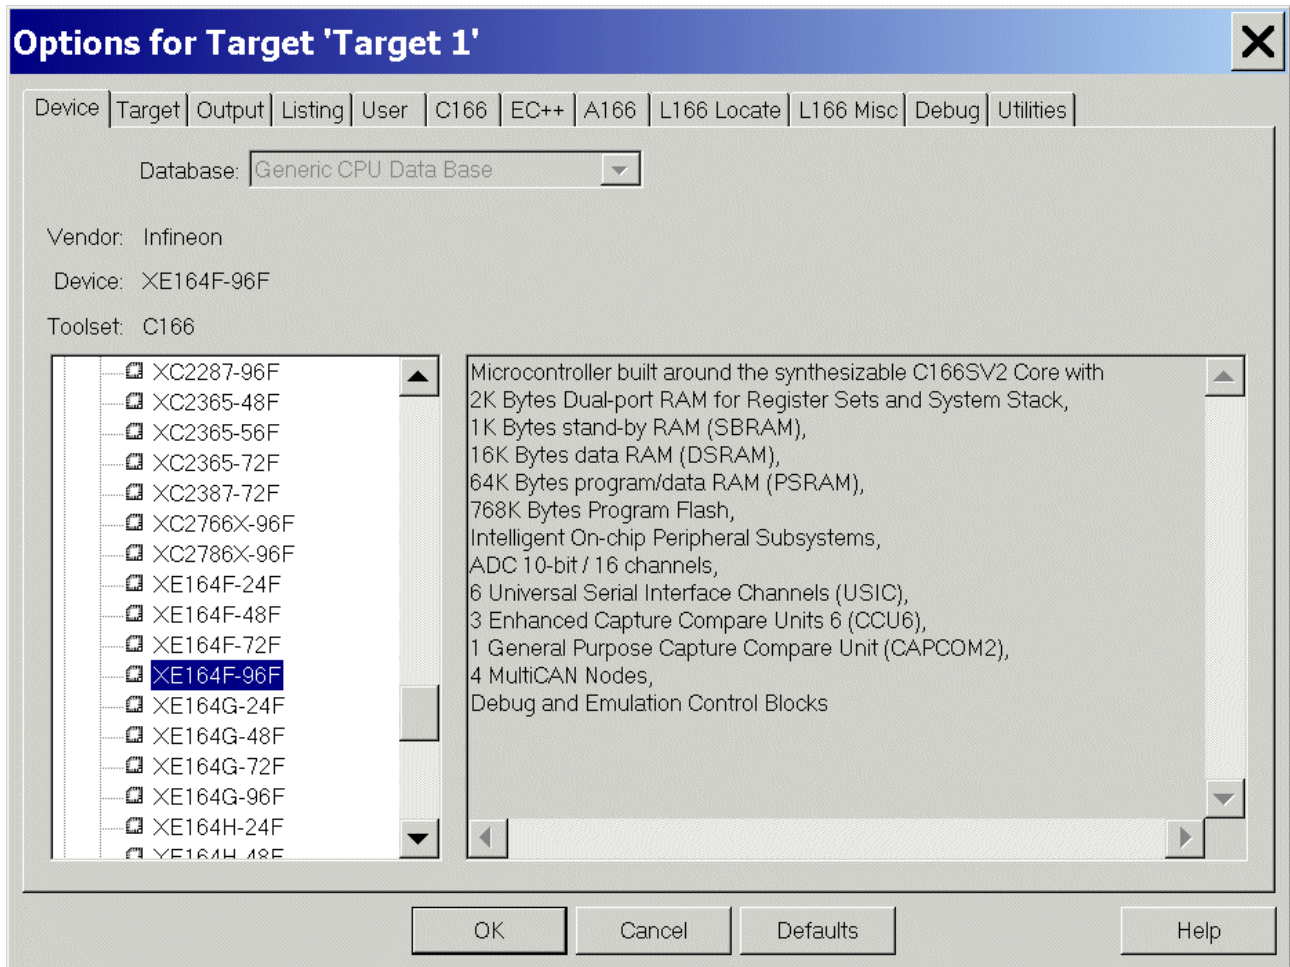 Options for Target 'Target 1'
Device Target Output Listing User C166 EC++ A166 L166 Locate L166 Misc Debug Utilities
Database: Generic CPU Data Base
Vendor: Infineon
Device: XE164F-96F
Toolset: C166
XC2287-96F
XC2365-48F
XC2365-56F
XC2365-72F
XC2387-72F
XC2766X-96F
XC2786X-96F
XE164F-24F
XE164F-48F
XE164F-72F
XE164F-96F
XE164G-24F
XE164G-48F
XE164G-72F
XE164G-96F
XE164H-24F
XE164H-48F
Microcontroller built around the synthesizable C166SV2 Core with
2K Bytes Dual-port RAM for Register Sets and System Stack,
1K Bytes stand-by RAM (SBRAM),
16K Bytes data RAM (DSRAM),
64K Bytes program/data RAM (PSRAM),
768K Bytes Program Flash,
Intelligent On-chip Peripheral Subsystems,
ADC 10-bit / 16 channels,
6 Universal Serial Interface Channels (USIC),
3 Enhanced Capture Compare Units 6 (CCU6),
1 General Purpose Capture Compare Unit (CAPCOM2),
4 MultiCAN Nodes,
Debug and Emulation Control Blocks
OK Cancel Defaults Help